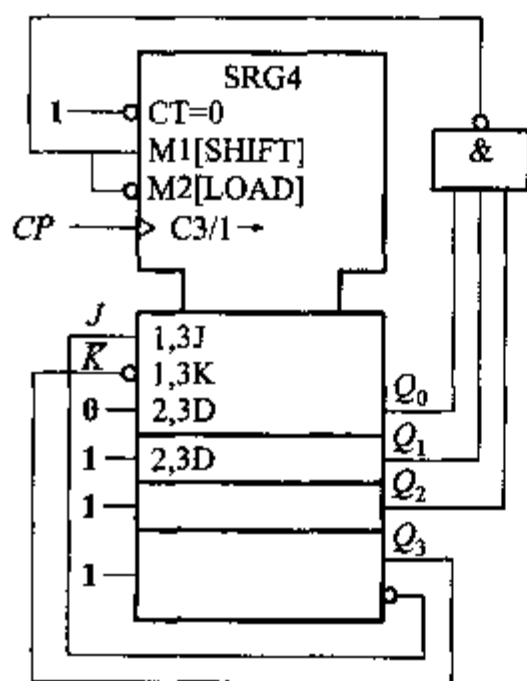 SRG4
1 CT=0
M1[SHIFT]
M2[LOAD]
CP C3/1→
&
J 1,3J
K̅ 1,3K
0 2,3D Q₀
1 2,3D Q₁
1 Q₂
1 Q₃